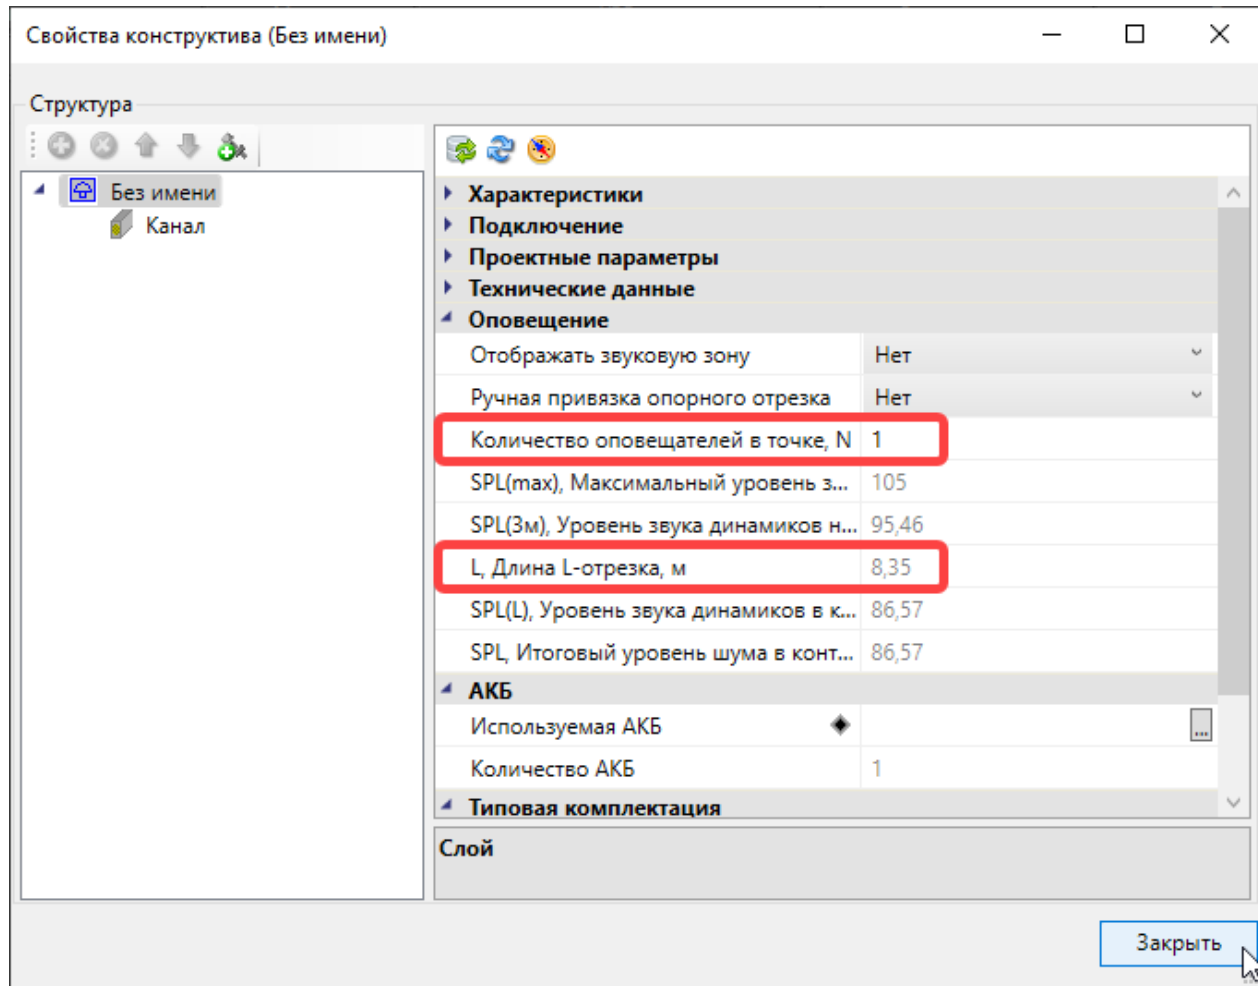 Свойства конструктива (Без имени)
Структура
Без имени
Канал
Характеристики
Подключение
Проектные параметры
Технические данные
Оповещение
Отображать звуковую зону Нет
Ручная привязка опорного отрезка Нет
Количество оповещателей в точке, N 1
SPL(max), Максимальный уровень з... 105
SPL(3м), Уровень звука динамиков н... 95,46
L, Длина L-отрезка, м 8,35
SPL(L), Уровень звука динамиков в к... 86,57
SPL, Итоговый уровень шума в конт... 86,57
АКБ
Используемая АКБ ...
Количество АКБ 1
Типовая комплектация
Слой
Закрыть